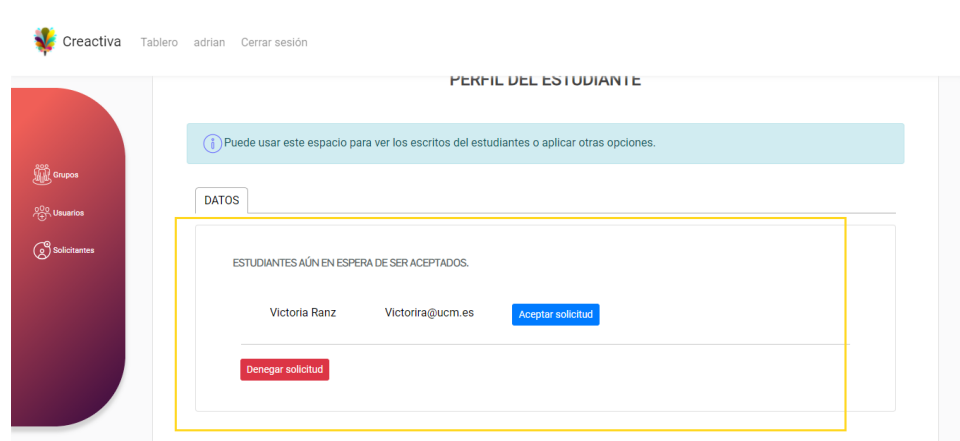 Creactiva Tablero adrian Cerrar sesión
PERFIL DEL ESTUDIANTE
Puede usar este espacio para ver los escritos del estudiantes o aplicar otras opciones.
Grupos
Usuarios
Solicitantes
DATOS
ESTUDIANTES AÚN EN ESPERA DE SER ACEPTADOS.
Victoria Ranz Victorira@ucm.es Aceptar solicitud
Denegar solicitud